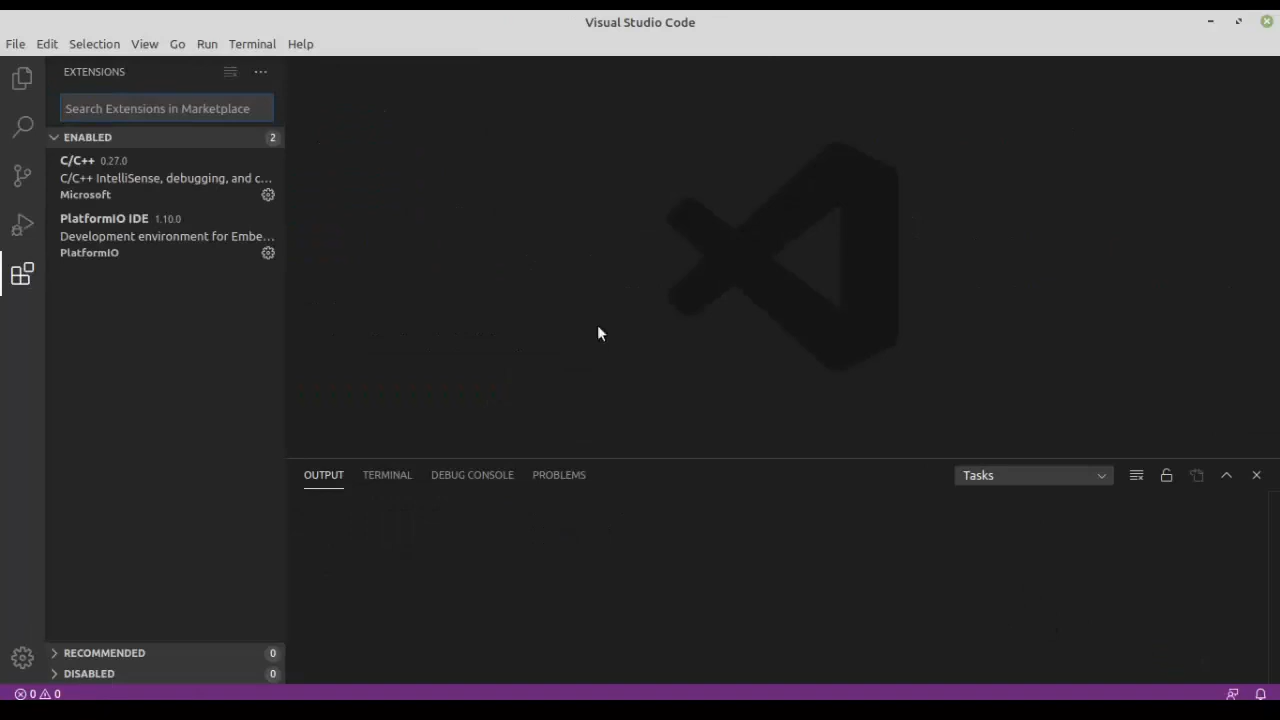 Visual Studio Code
File Edit Selection View Go Run Terminal Help
EXTENSIONS
Search Extensions in Marketplace
ENABLED 2
C/C++ 0.27.0
C/C++ IntelliSense, debugging, and c...
Microsoft
PlatformIO IDE 1.10.0
Development environment for Embe...
PlatformIO
OUTPUT TERMINAL DEBUG CONSOLE PROBLEMS Tasks
RECOMMENDED 0
DISABLED 0
0 0